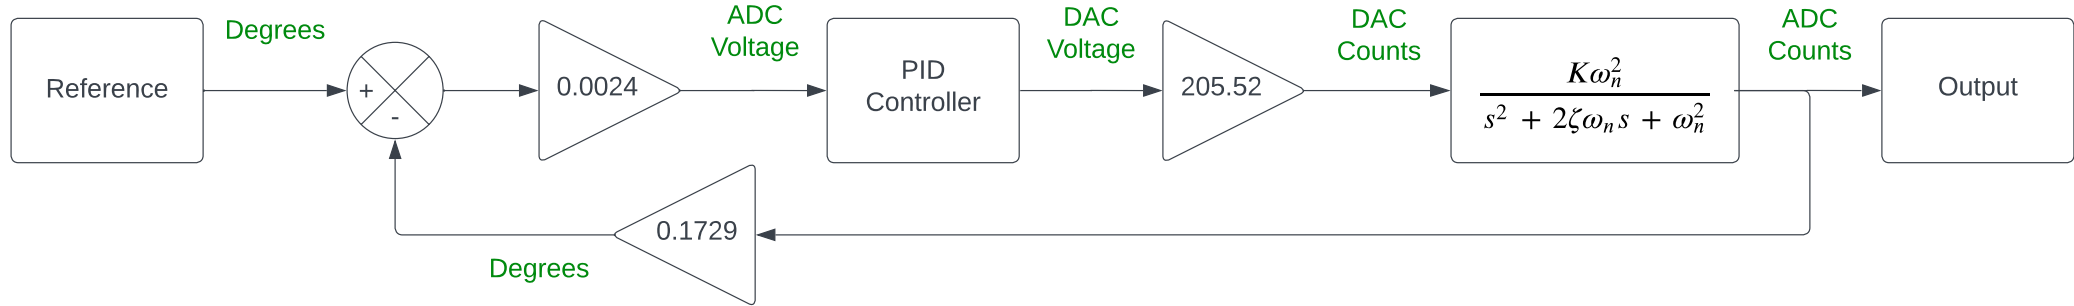 Reference
Degrees
+
-
0.0024
ADC
Voltage
PID
Controller
DAC
Voltage
205.52
DAC
Counts
Kω_n^2
s^2 + 2ζω_n s + ω_n^2
ADC
Counts
Output
0.1729
Degrees